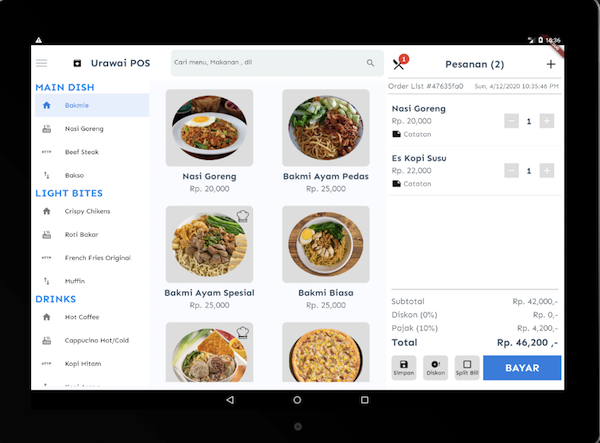 16:36
Urawai POS
Cari menu, Makanan , dll
1
Pesanan (2)
MAIN DISH
Bakmie
Nasi Goreng
Beef Steak
Bakso
LIGHT BITES
Crispy Chikens
Roti Bakar
French Fries Original
Muffin
DRINKS
Hot Coffee
Cappucino Hot/Cold
Kopi Hitam
Nasi Goreng
Rp. 20,000
Bakmi Ayam Pedas
Rp. 25,000
Bakmi Ayam Spesial
Rp. 25,000
Bakmi Biasa
Rp. 25,000
Order List #47635fa0
Sun, 4/12/2020 10:35:46 PM
Nasi Goreng
Rp. 20,000
1
Catatan
Es Kopi Susu
Rp. 22,000
1
Catatan
Subtotal
Rp. 42,000,-
Diskon (0%)
Rp. 0,-
Pajak (10%)
Rp. 4,200,-
Total
Rp. 46,200 ,-
Simpan
Diskon
Split Bill
BAYAR